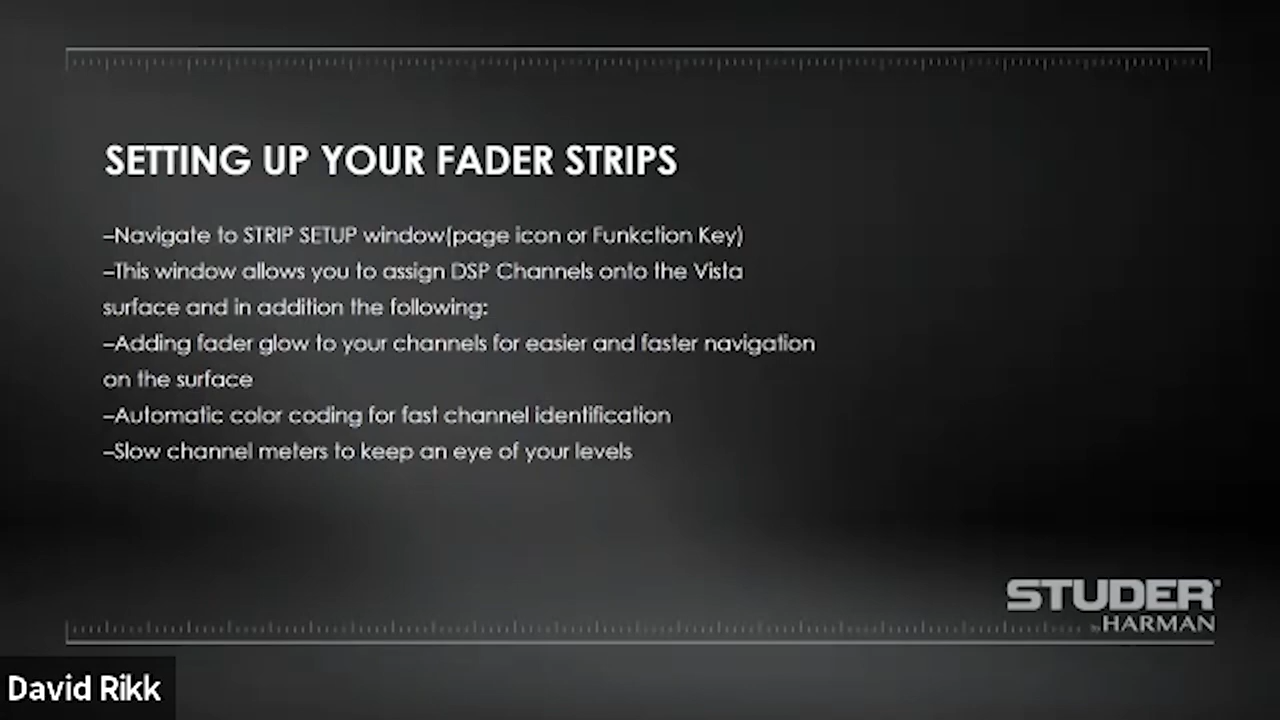 SETTING UP YOUR FADER STRIPS
–Navigate to STRIP SETUP window(page icon or Funkction Key)
–This window allows you to assign DSP Channels onto the Vista
surface and in addition the following:
–Adding fader glow to your channels for easier and faster navigation
on the surface
–Automatic color coding for fast channel identification
–Slow channel meters to keep an eye of your levels
STUDER
by HARMAN
David Rikk